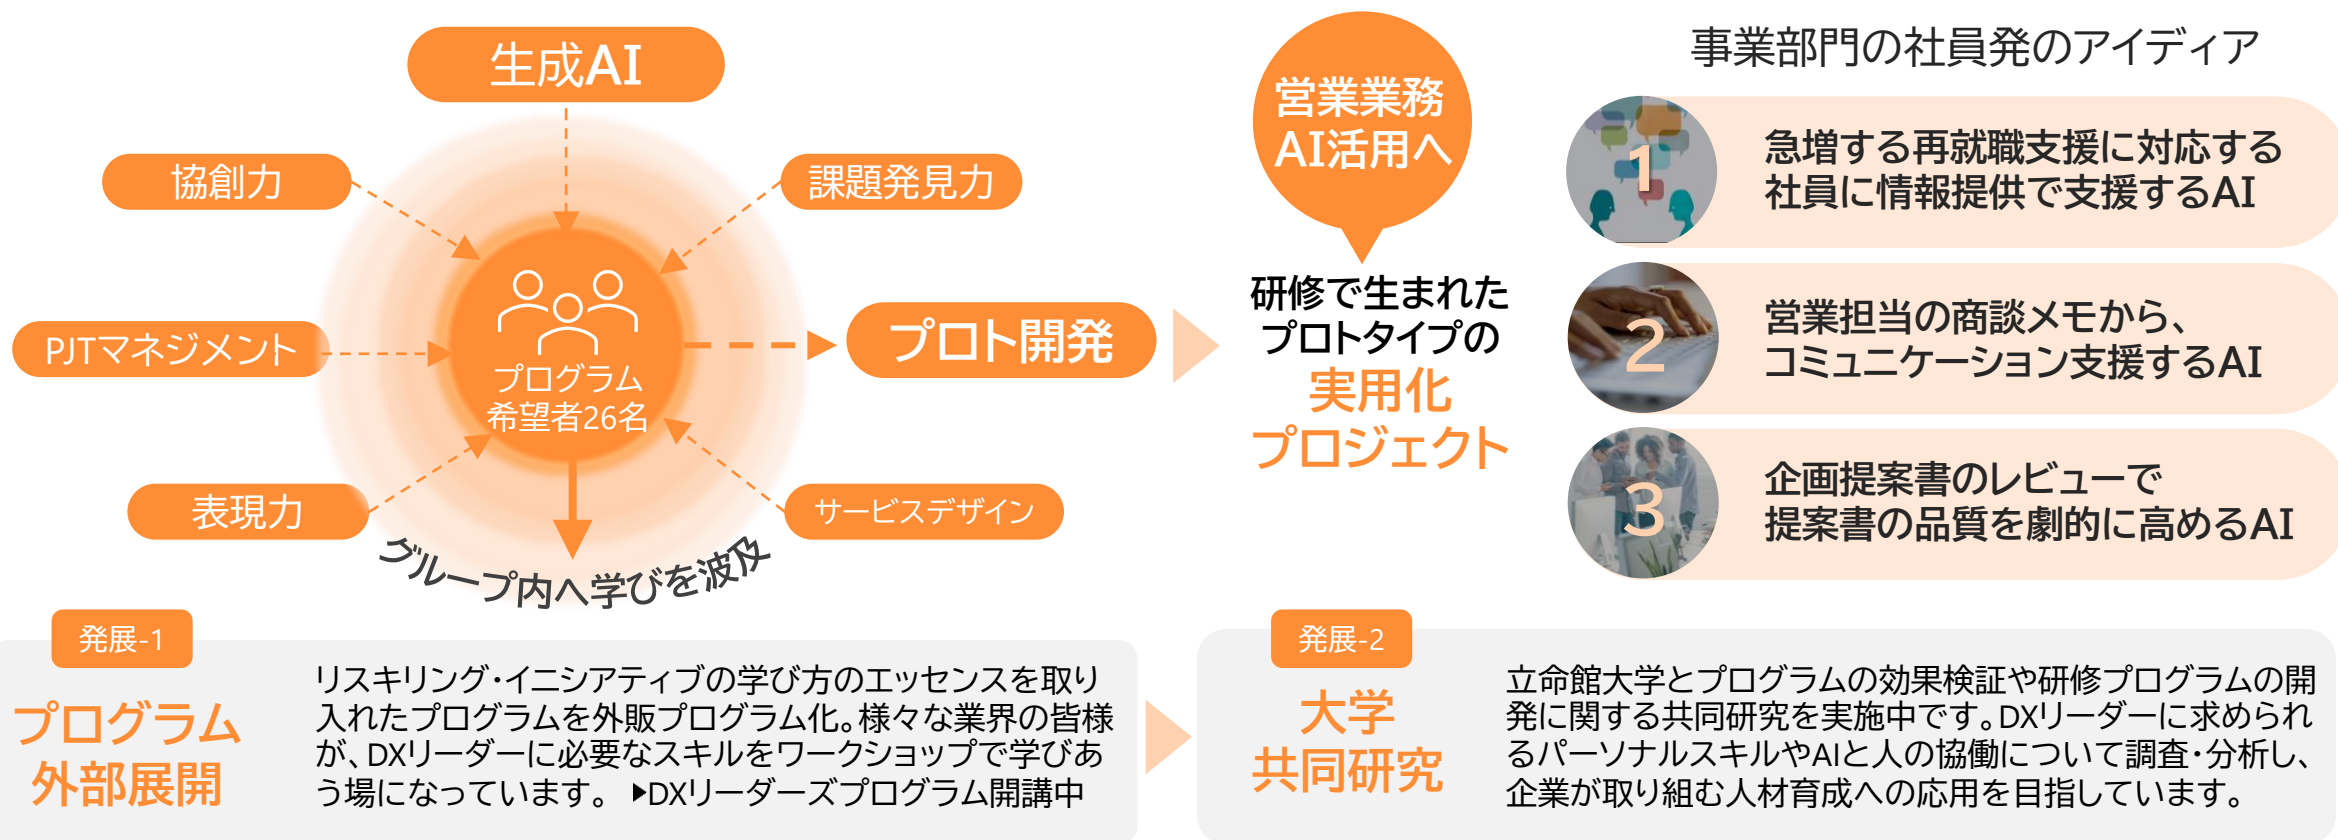 生成AI
協創力
課題発見力
PJTマネジメント
プログラム
希望者26名
プロト開発
表現力
サービスデザイン
グループ内へ学びを波及
営業業務
AI活用へ
研修で生まれた
プロトタイプの
実用化
プロジェクト
事業部門の社員発のアイディア
1
急増する再就職支援に対応する
社員に情報提供で支援するAI
2
営業担当の商談メモから、
コミュニケーション支援するAI
3
企画提案書のレビューで
提案書の品質を劇的に高めるAI
発展-1
プログラム
外部展開
リスキリング・イニシアティブの学び方のエッセンスを取り
入れたプログラムを外販プログラム化。様々な業界の皆様
が、DXリーダーに必要なスキルをワークショップで学びあ
う場になっています。 ▶DXリーダーズプログラム開講中
発展-2
大学
共同研究
立命館大学とプログラムの効果検証や研修プログラムの開
発に関する共同研究を実施中です。DXリーダーに求められ
るパーソナルスキルやAIと人の協働について調査・分析し、
企業が取り組む人材育成への応用を目指しています。